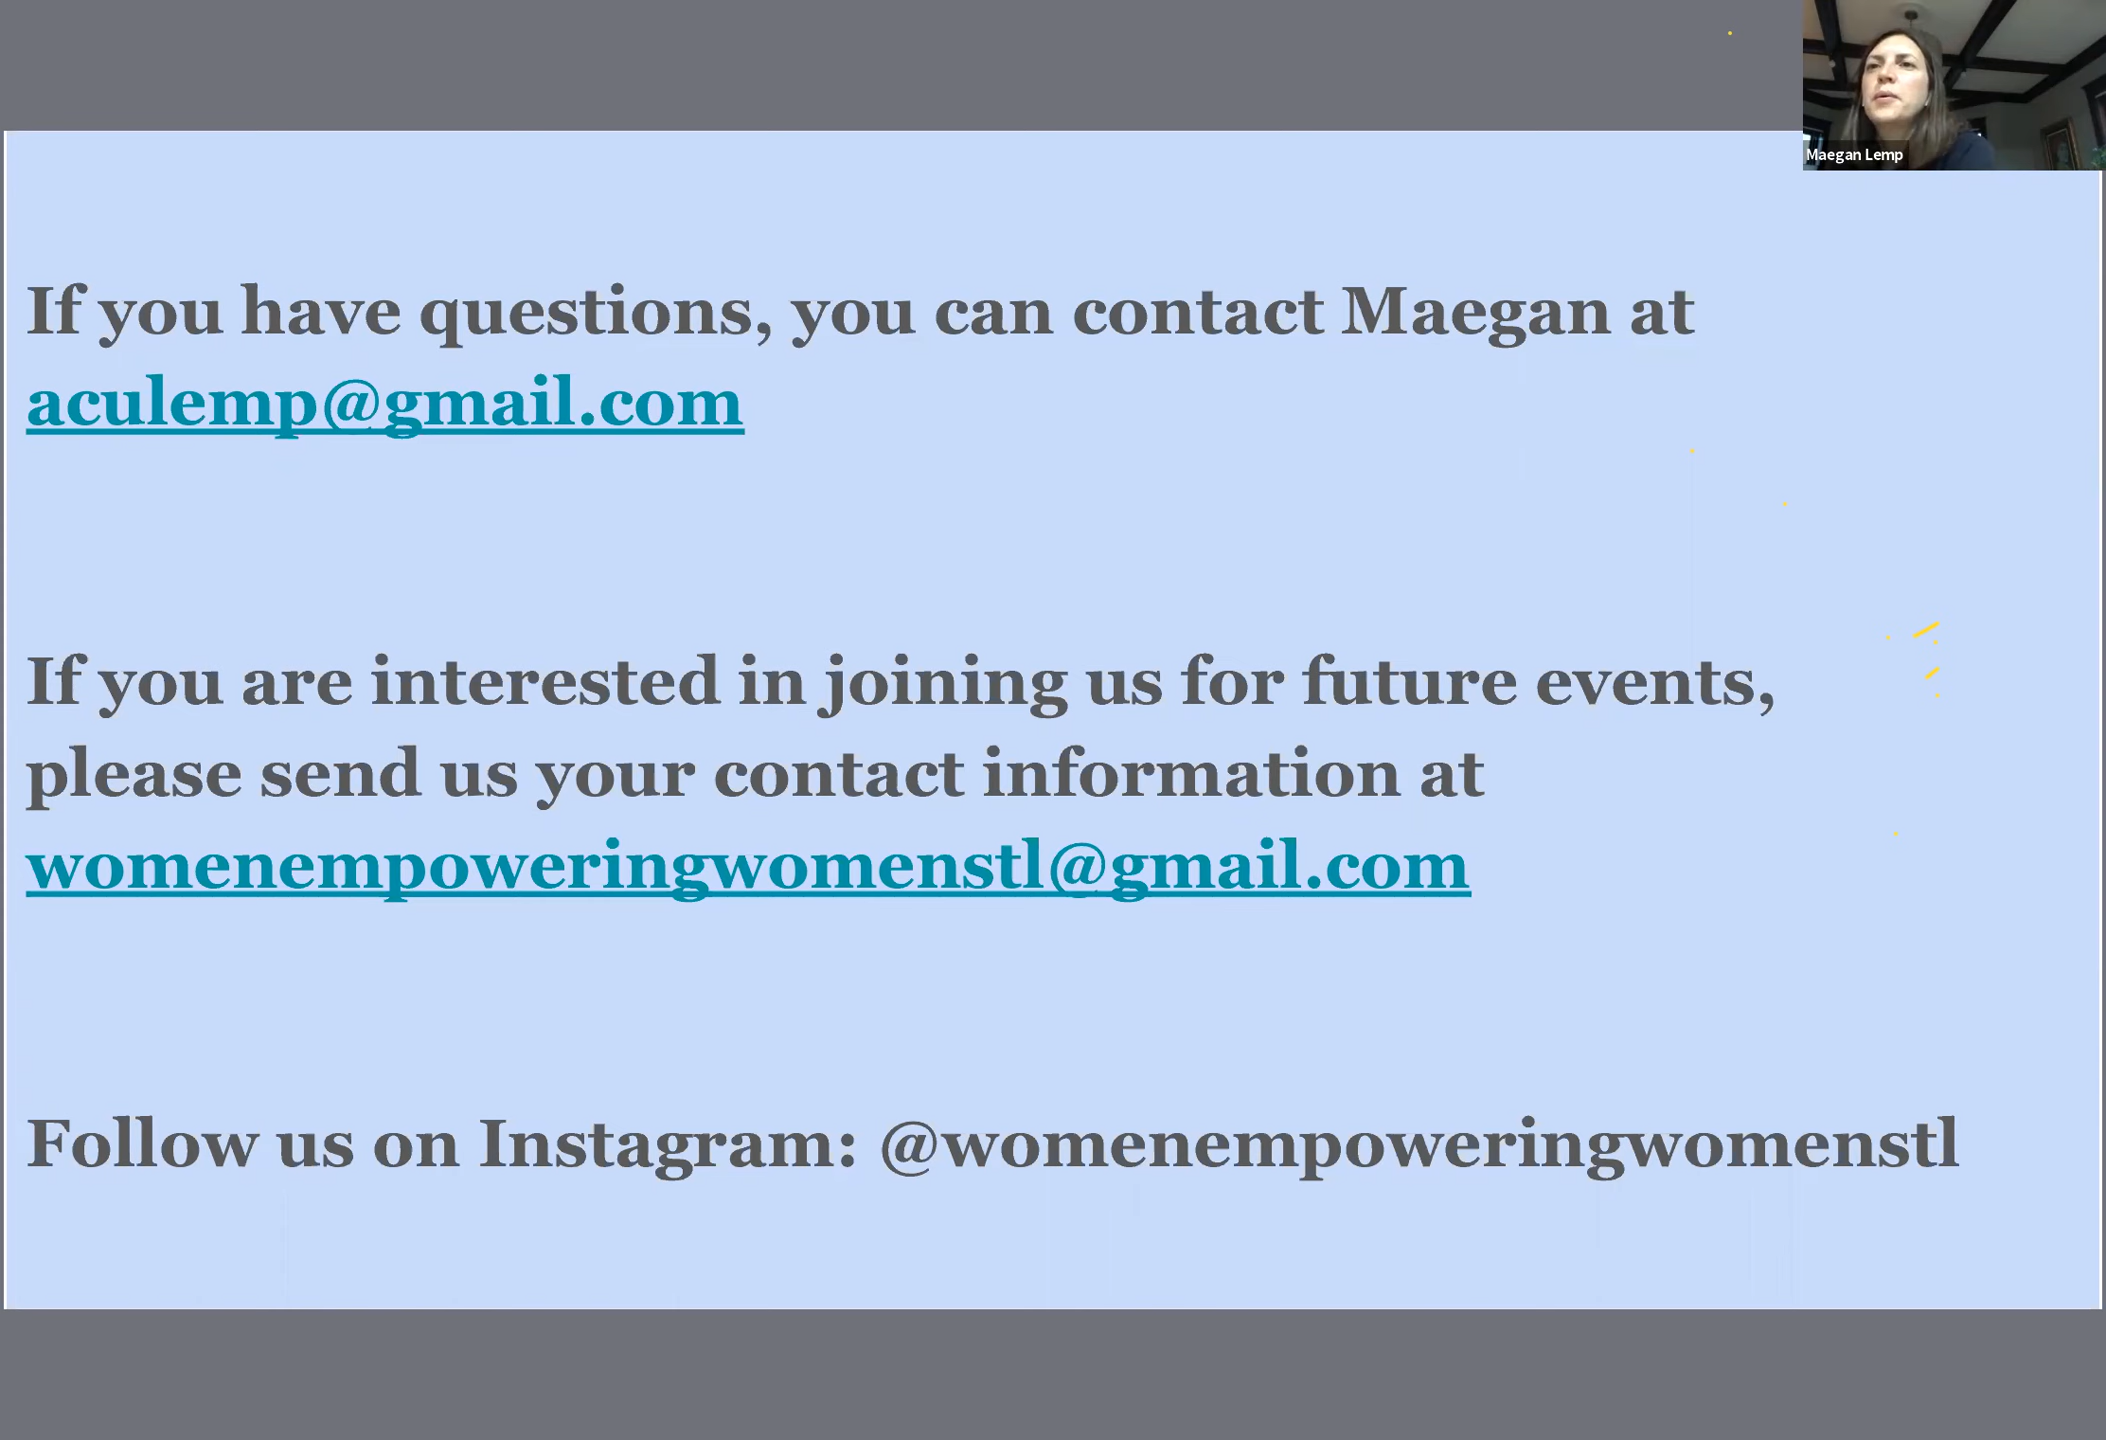 Maegan Lemp
If you have questions, you can contact Maegan at
aculemp@gmail.com
If you are interested in joining us for future events,
please send us your contact information at
womenempoweringwomenstl@gmail.com
Follow us on Instagram: @womenempoweringwomenstl